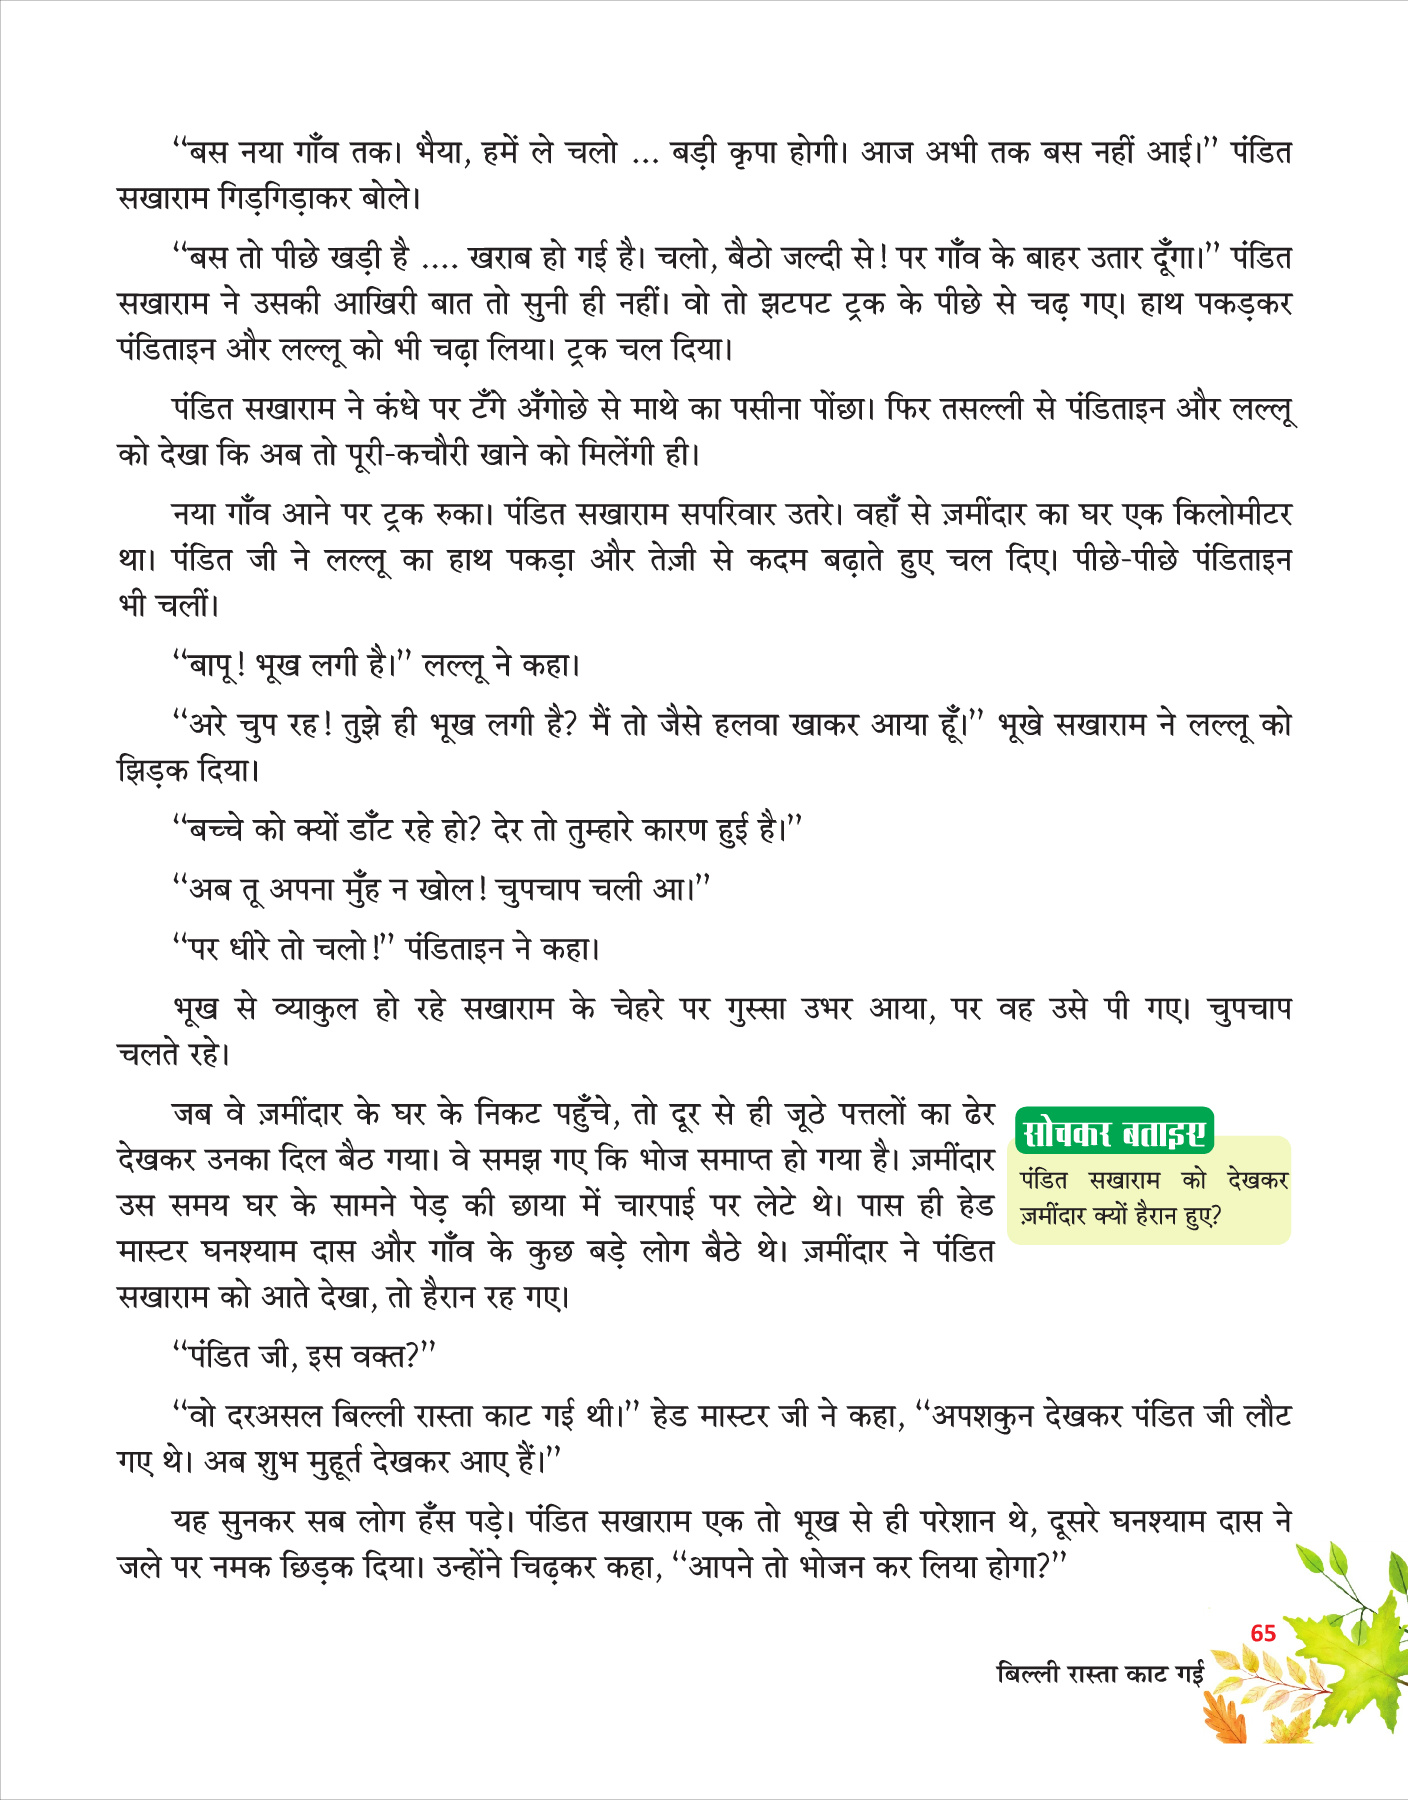 “बस नया गाँव तक। भैया, हमें ले चलो ... बड़ी कृपा होगी। आज अभी तक बस नहीं आई।” पंडित
सखाराम गिड़गिड़ाकर बोले।
“बस तो पीछे खड़ी है .... खराब हो गई है। चलो, बैठो जल्दी से! पर गाँव के बाहर उतार दूँगा।” पंडित
सखाराम ने उसकी आखिरी बात तो सुनी ही नहीं। वो तो झटपट ट्रक के पीछे से चढ़ गए। हाथ पकड़कर
पंडिताइन और लल्लू को भी चढ़ा लिया। ट्रक चल दिया।
पंडित सखाराम ने कंधे पर टँगे अँगोछे से माथे का पसीना पोंछा। फिर तसल्ली से पंडिताइन और लल्लू
को देखा कि अब तो पूरी-कचौरी खाने को मिलेंगी ही।
नया गाँव आने पर ट्रक रुका। पंडित सखाराम सपरिवार उतरे। वहाँ से ज़मींदार का घर एक किलोमीटर
था। पंडित जी ने लल्लू का हाथ पकड़ा और तेज़ी से कदम बढ़ाते हुए चल दिए। पीछे-पीछे पंडिताइन
भी चलीं।
“बापू! भूख लगी है।” लल्लू ने कहा।
“अरे चुप रह! तुझे ही भूख लगी है? मैं तो जैसे हलवा खाकर आया हूँ।” भूखे सखाराम ने लल्लू को
झिड़क दिया।
“बच्चे को क्यों डाँट रहे हो? देर तो तुम्हारे कारण हुई है।”
“अब तू अपना मुँह न खोल! चुपचाप चली आ।”
“पर धीरे तो चलो!” पंडिताइन ने कहा।
भूख से व्याकुल हो रहे सखाराम के चेहरे पर गुस्सा उभर आया, पर वह उसे पी गए। चुपचाप
चलते रहे।
जब वे ज़मींदार के घर के निकट पहुँचे, तो दूर से ही जूठे पत्तलों का ढेर
देखकर उनका दिल बैठ गया। वे समझ गए कि भोज समाप्त हो गया है। ज़मींदार
उस समय घर के सामने पेड़ की छाया में चारपाई पर लेटे थे। पास ही हेड
मास्टर घनश्याम दास और गाँव के कुछ बड़े लोग बैठे थे। ज़मींदार ने पंडित
सखाराम को आते देखा, तो हैरान रह गए।
सोचकर बताइए
पंडित सखाराम को देखकर
ज़मींदार क्यों हैरान हुए?
“पंडित जी, इस वक्त?”
“वो दरअसल बिल्ली रास्ता काट गई थी।” हेड मास्टर जी ने कहा, “अपशकुन देखकर पंडित जी लौट
गए थे। अब शुभ मुहूर्त देखकर आए हैं।”
यह सुनकर सब लोग हँस पड़े। पंडित सखाराम एक तो भूख से ही परेशान थे, दूसरे घनश्याम दास ने
जले पर नमक छिड़क दिया। उन्होंने चिढ़कर कहा, “आपने तो भोजन कर लिया होगा?”
65
बिल्ली रास्ता काट गई